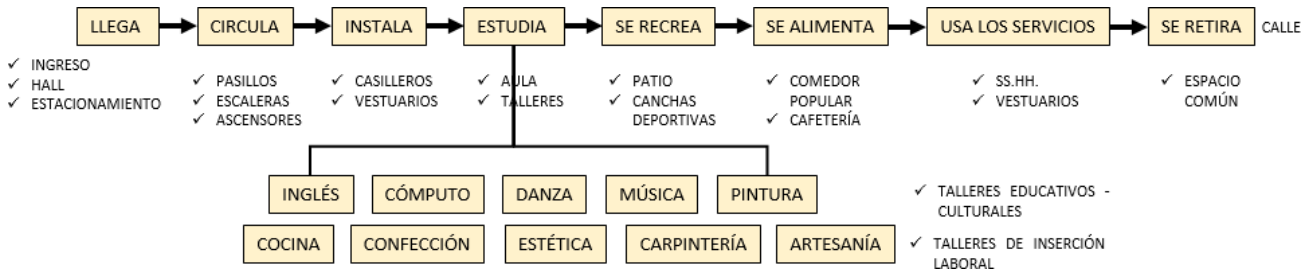 LLEGA
CIRCULA
INSTALA
ESTUDIA
SE RECREA
SE ALIMENTA
USA LOS SERVICIOS
SE RETIRA
CALLE
✓ INGRESO
✓ HALL
✓ ESTACIONAMIENTO
✓ PASILLOS
✓ ESCALERAS
✓ ASCENSORES
✓ CASILLEROS
✓ VESTUARIOS
✓ AULA
✓ TALLERES
✓ PATIO
✓ CANCHAS
DEPORTIVAS
✓ COMEDOR
POPULAR
✓ CAFETERÍA
✓ SS.HH.
✓ VESTUARIOS
✓ ESPACIO
COMÚN
INGLÉS
CÓMPUTO
DANZA
MÚSICA
PINTURA
✓ TALLERES EDUCATIVOS -
CULTURALES
COCINA
CONFECCIÓN
ESTÉTICA
CARPINTERÍA
ARTESANÍA
✓ TALLERES DE INSERCIÓN
LABORAL